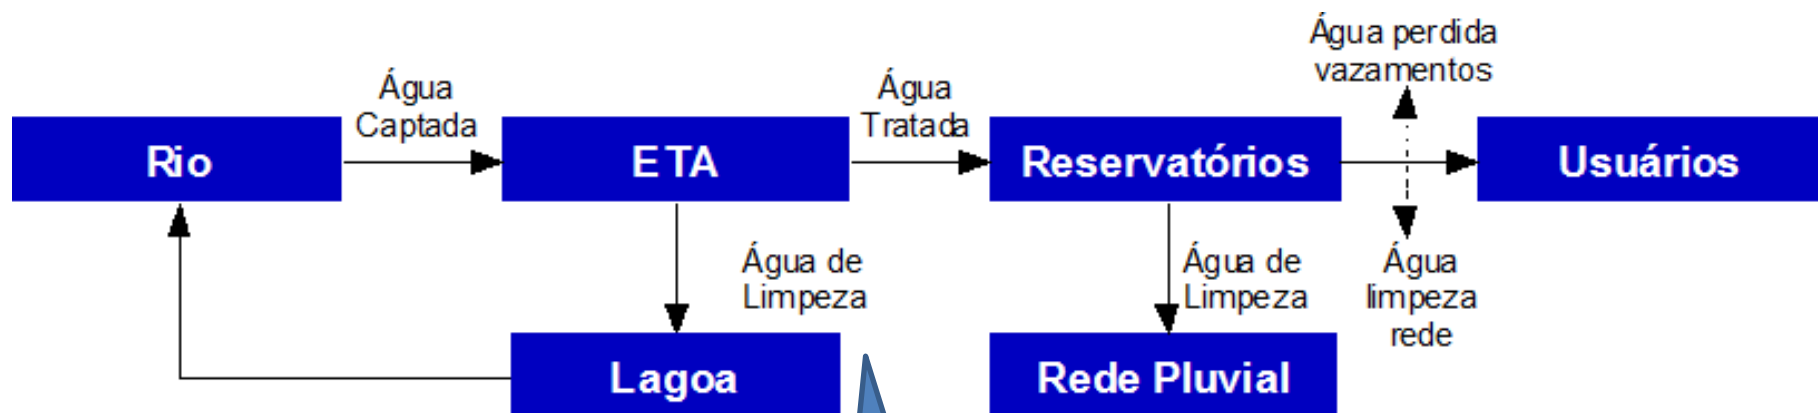 Água perdida
vazamentos
Água
Captada
Água
Tratada
Rio
ETA
Reservatórios
Usuários
Água de
Limpeza
Água de
Limpeza
Água
limpeza
rede
Lagoa
Rede Pluvial